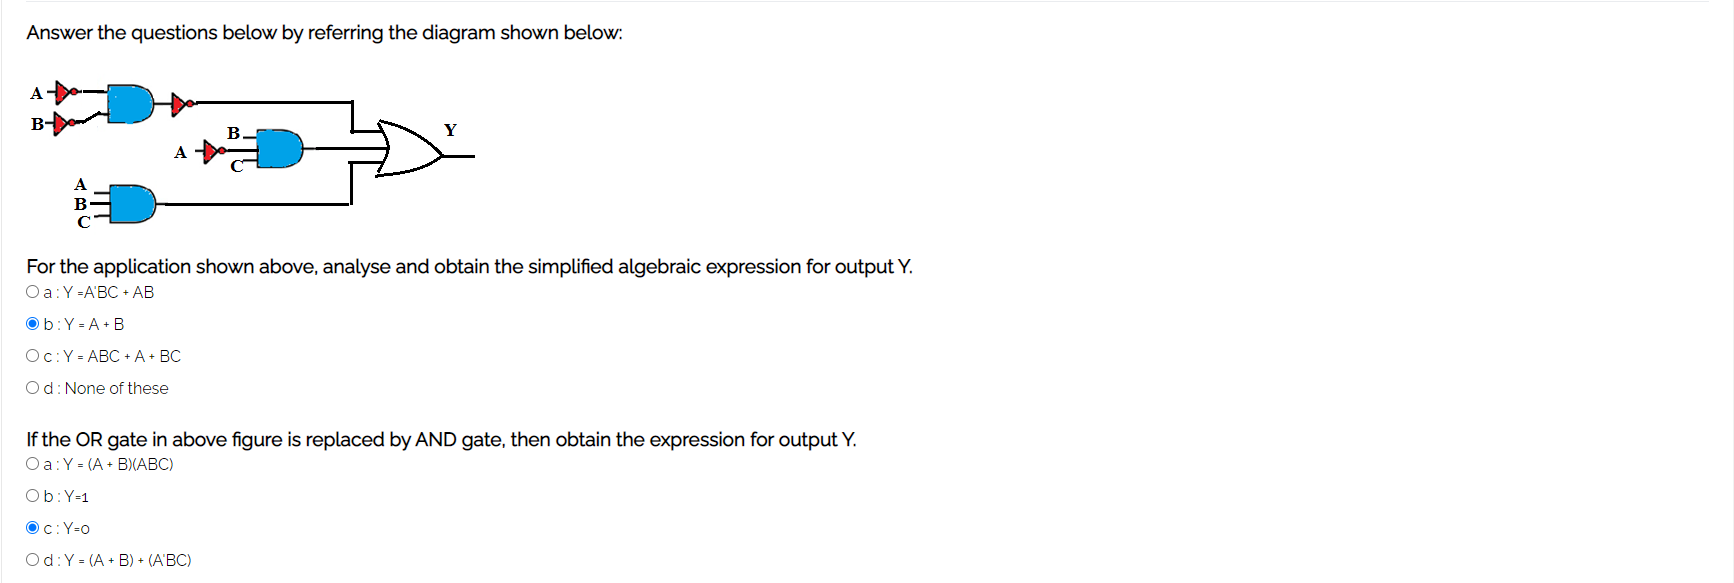 Answer the questions below by referring the diagram shown below:
A
B
B
Y
A
C
A
B
C
For the application shown above, analyse and obtain the simplified algebraic expression for output Y.
a : Y =A'BC + AB
b : Y = A + B
c : Y = ABC + A + BC
d : None of these
If the OR gate in above figure is replaced by AND gate, then obtain the expression for output Y.
a : Y = (A + B)(ABC)
b : Y=1
c : Y=0
d : Y = (A + B) + (A'BC)